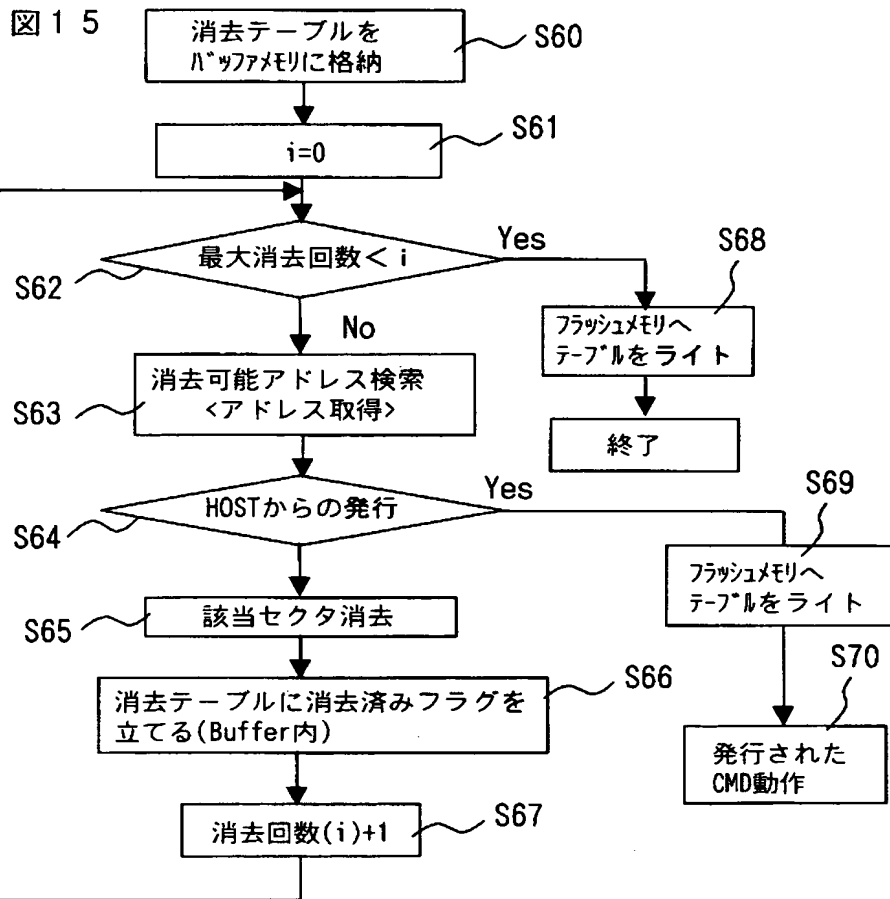 図15
消去テーブルを
バッファメモリに格納
S60
i=0
S61
最大消去回数<i
S62
Yes
No
S68
フラッシュメモリへ
テーブルをライト
終了
消去可能アドレス検索
<アドレス取得>
S63
HOSTからの発行
S64
Yes
S69
フラッシュメモリへ
テーブルをライト
該当セクタ消去
S65
S70
発行された
CMD動作
消去テーブルに消去済みフラグを
立てる(Buffer内)
S66
消去回数(i)+1
S67